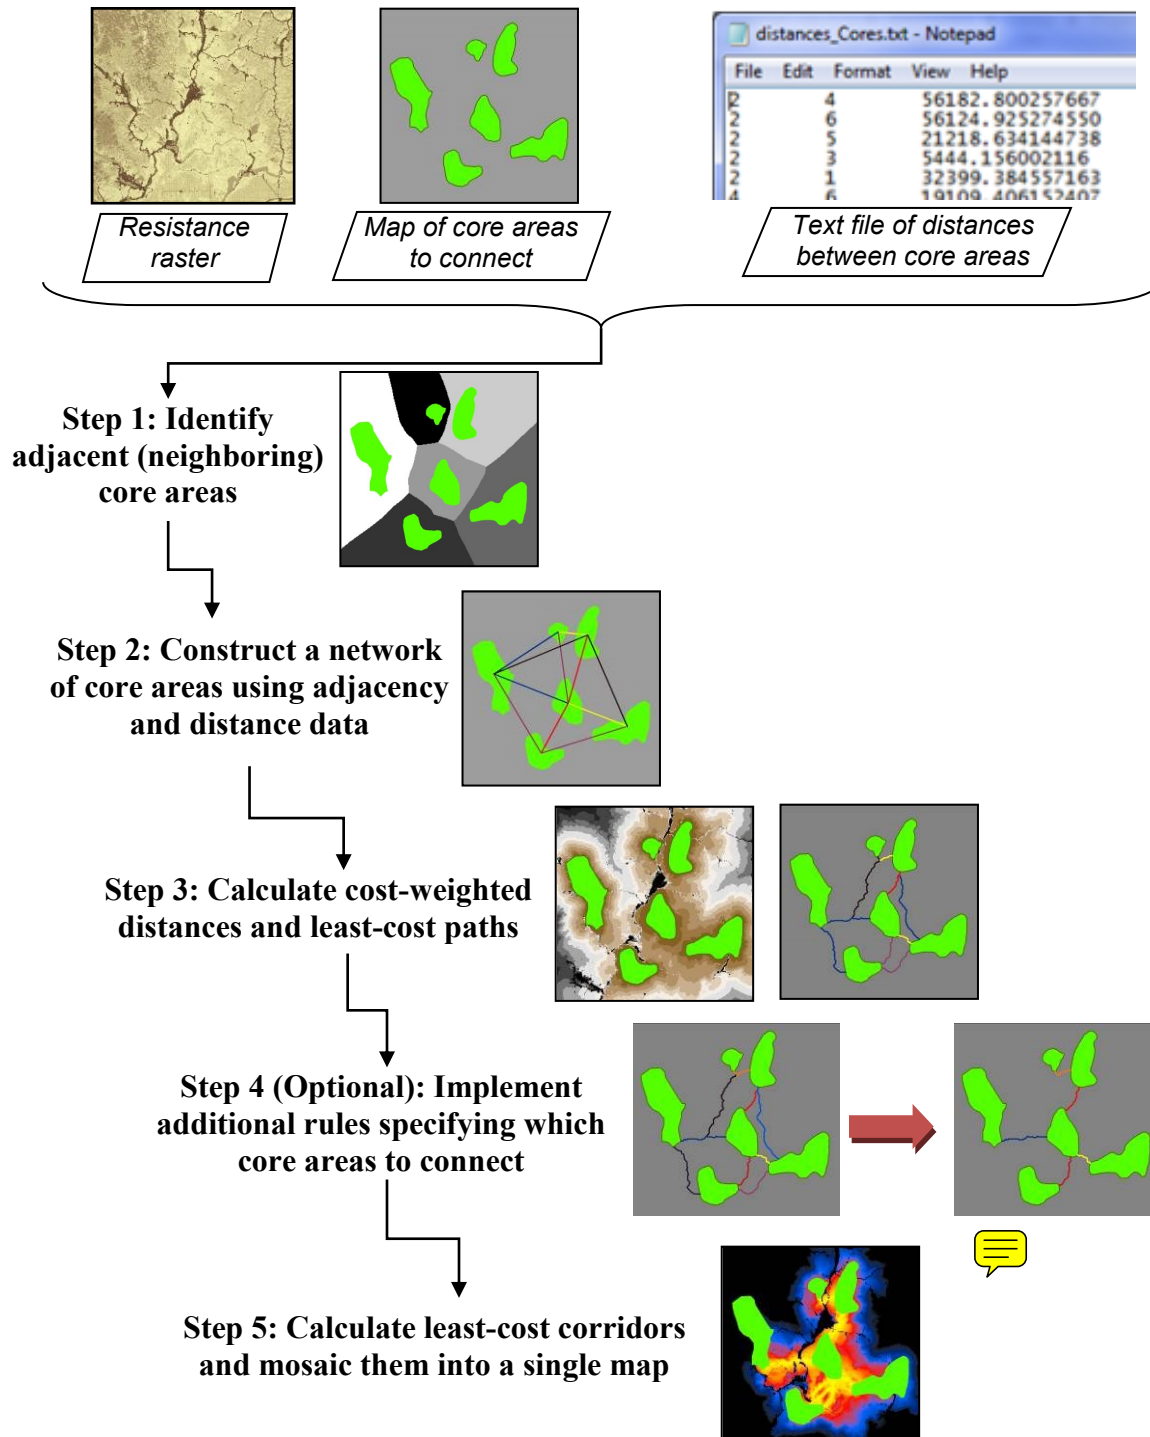 distances_Cores.txt - Notepad
File Edit Format View Help
2 4 56182.800257667
2 6 56124.925274550
2 5 21218.634144738
2 3 5444.156002116
2 1 32399.384557163
4 6 19109.406152407
Resistance
raster
Map of core areas
to connect
Text file of distances
between core areas
Step 1: Identify
adjacent (neighboring)
core areas
Step 2: Construct a network
of core areas using adjacency
and distance data
Step 3: Calculate cost-weighted
distances and least-cost paths
Step 4 (Optional): Implement
additional rules specifying which
core areas to connect
Step 5: Calculate least-cost corridors
and mosaic them into a single map